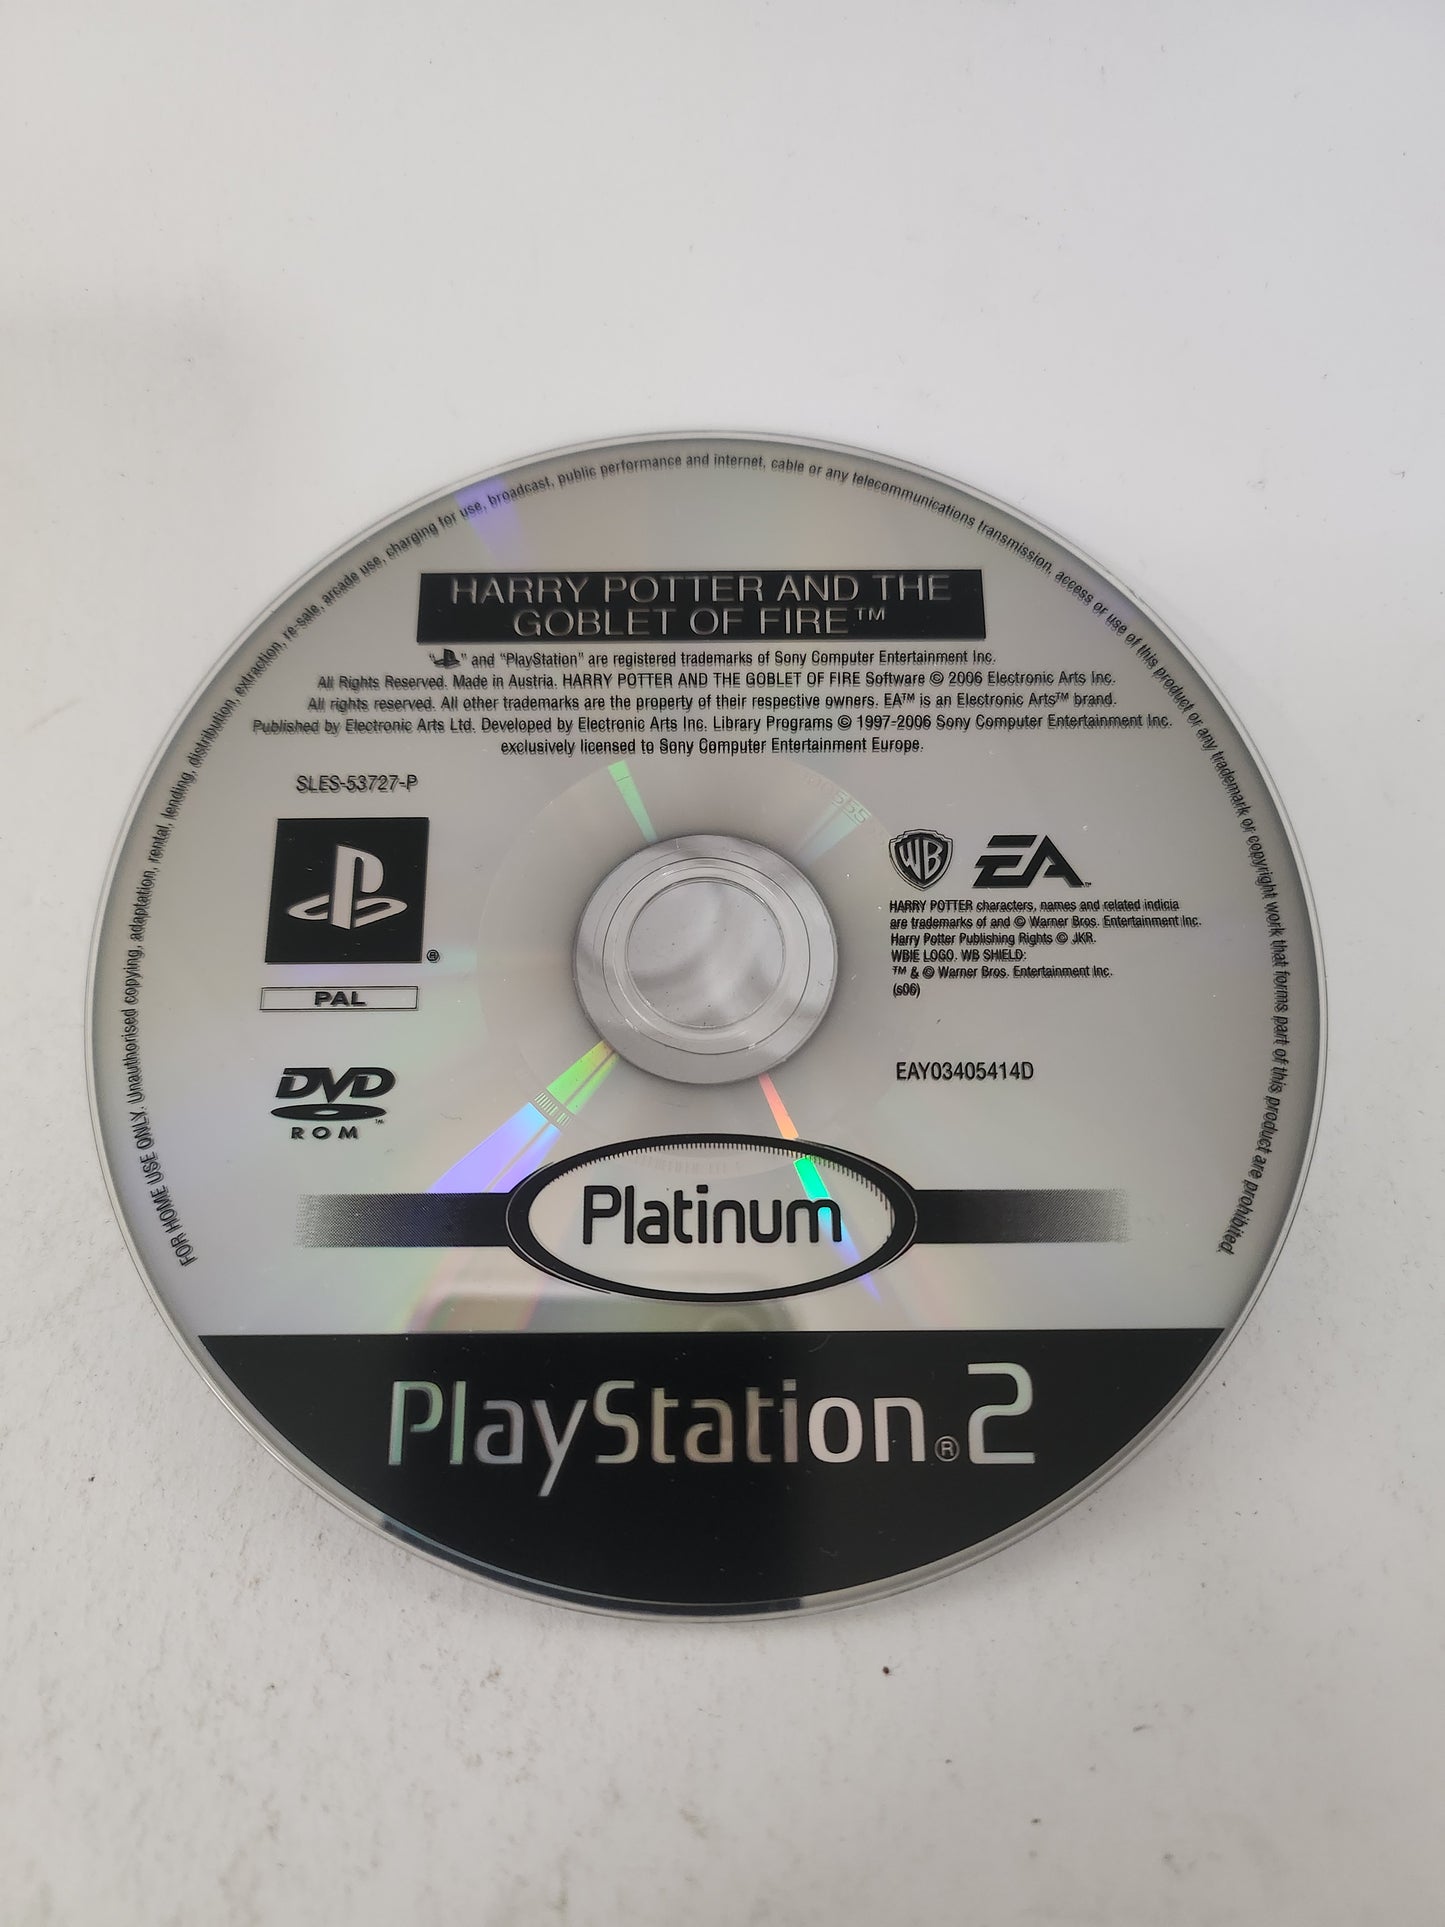 FOR HOME USE ONLY. Unauthorised copying, adaptation, rental, lending, distribution, extraction, re-sale, arcade use, charging for use, broadcast, public performance and internet, cable or any telecommunications transmission, access or use of this product or any trademark or copyright work that forms part of this product are prohibited.
HARRY POTTER AND THE
GOBLET OF FIRE™
“ ” and “PlayStation” are registered trademarks of Sony Computer Entertainment Inc.
All Rights Reserved. Made in Austria. HARRY POTTER AND THE GOBLET OF FIRE Software © 2006 Electronic Arts Inc.
All rights reserved. All other trademarks are the property of their respective owners. EA™ is an Electronic Arts™ brand.
Published by Electronic Arts Ltd. Developed by Electronic Arts Inc. Library Programs © 1997-2006 Sony Computer Entertainment Inc.
exclusively licensed to Sony Computer Entertainment Europe.
SLES-53727-P
®
PAL
DVD™
ROM
WB
EA™
HARRY POTTER characters, names and related indicia
are trademarks of and © Warner Bros. Entertainment Inc.
Harry Potter Publishing Rights © JKR.
WBIE LOGO, WB SHIELD:
™ & © Warner Bros. Entertainment Inc.
(s06)
EAY03405414D
Platinum
PlayStation®2